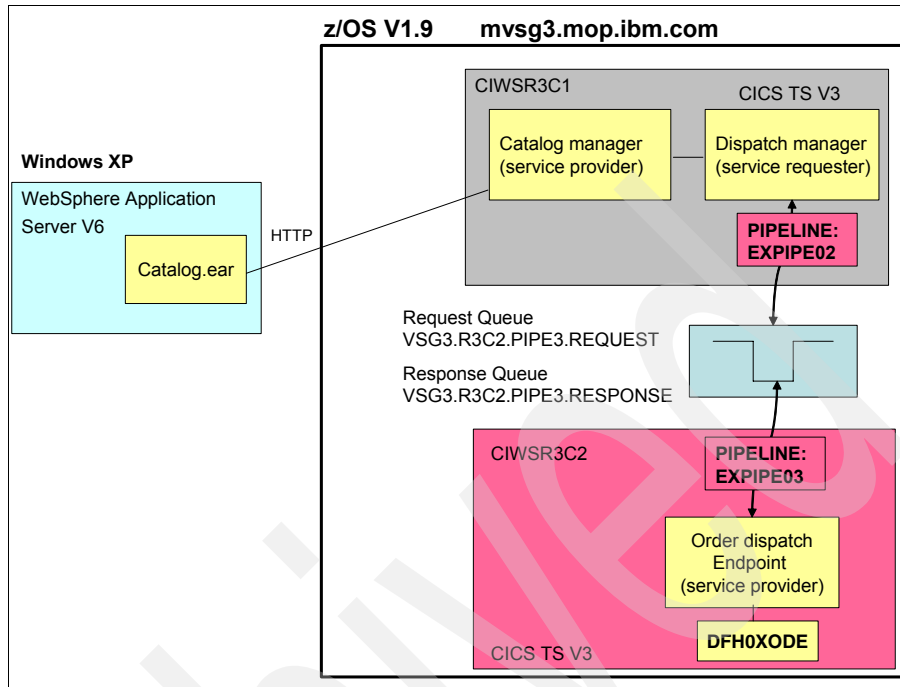 z/OS V1.9 mvsg3.mop.ibm.com
CIWSR3C1
CICS TS V3
Catalog manager
(service provider)
Dispatch manager
(service requester)
Windows XP
WebSphere Application
Server V6
HTTP
Catalog.ear
PIPELINE:
EXPIPE02
Request Queue
VSG3.R3C2.PIPE3.REQUEST
Response Queue
VSG3.R3C2.PIPE3.RESPONSE
CIWSR3C2
PIPELINE:
EXPIPE03
Order dispatch
Endpoint
(service provider)
DFH0XODE
CICS TS V3